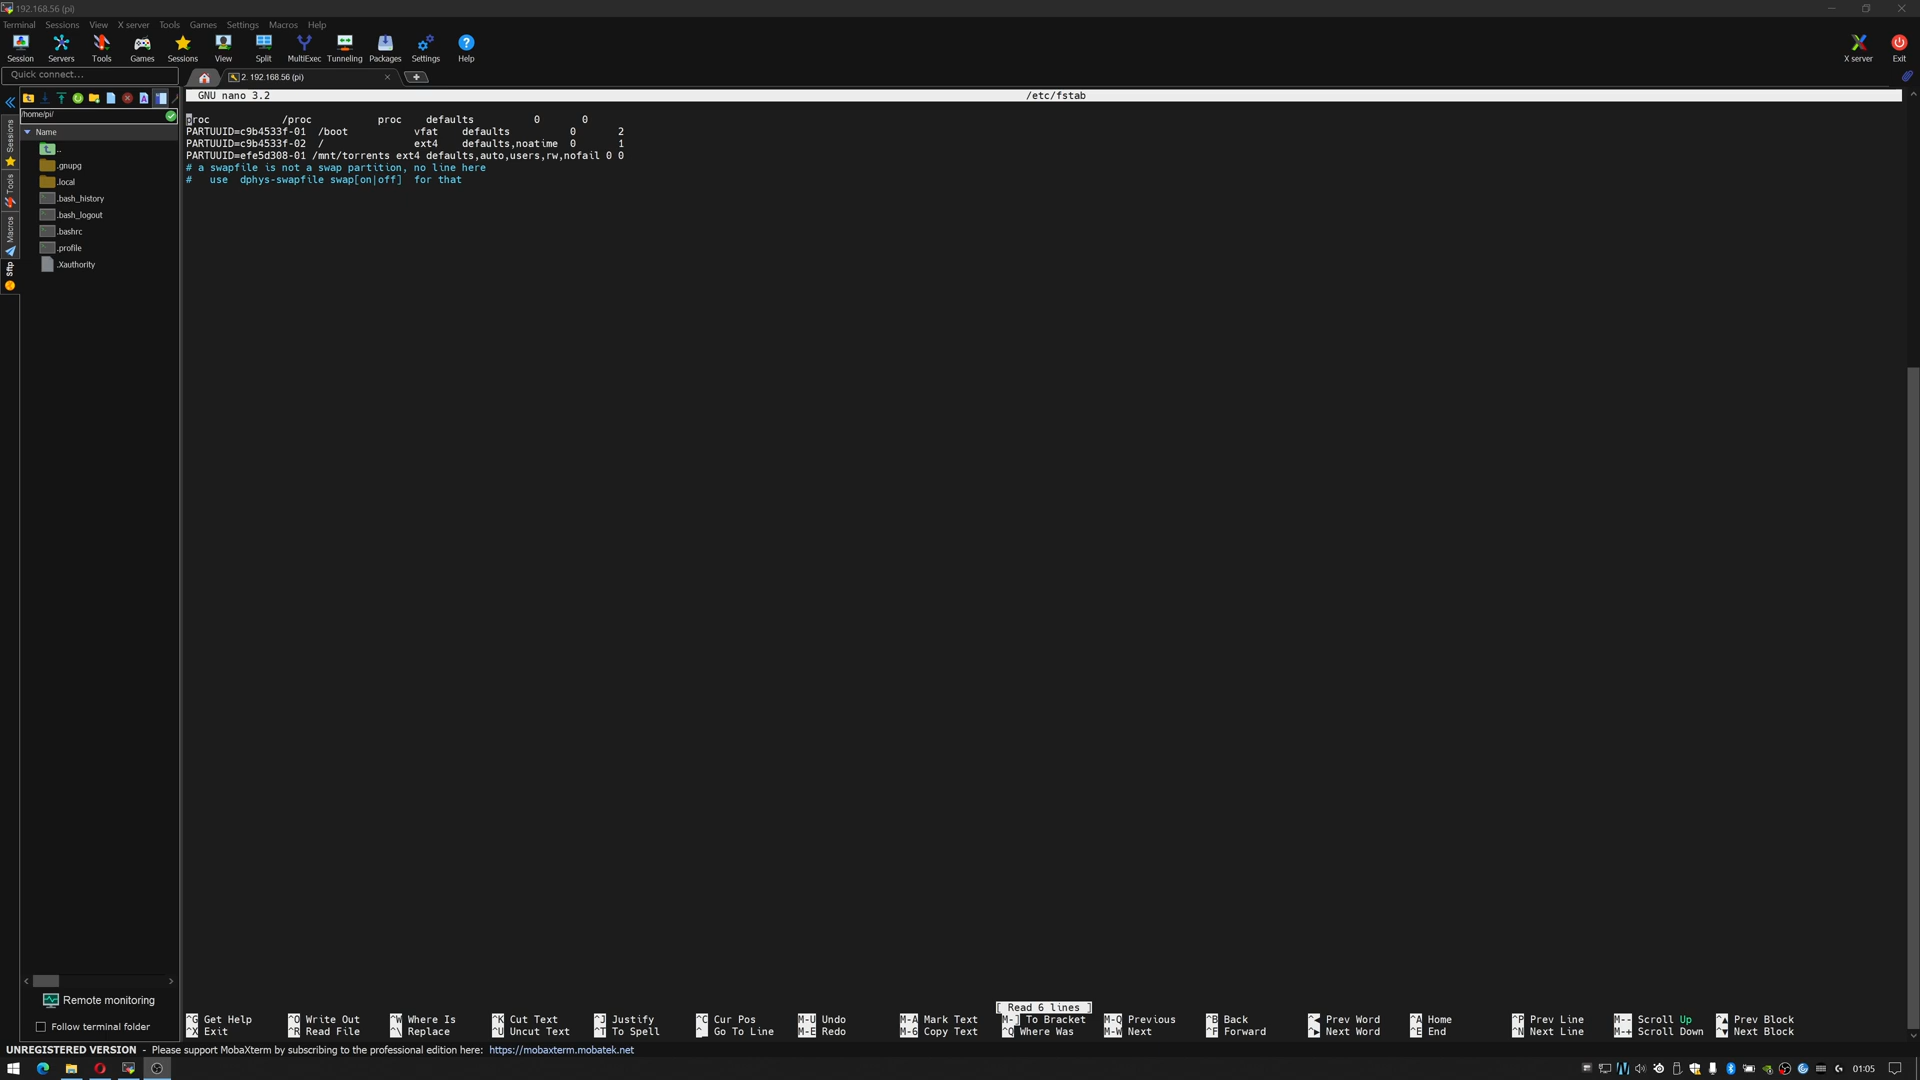 192.168.56 (pi)
Terminal Sessions View X server Tools Games Settings Macros Help
Session Servers Tools Games Sessions View Split MultiExec Tunneling Packages Settings Help X server Exit
Quick connect...
2. 192.168.56 (pi)
/home/pi/
Name
..
.gnupg
.local
.bash_history
.bash_logout
.bashrc
.profile
.Xauthority
Sessions
Tools
Macros
Sftp
GNU nano 3.2 /etc/fstab
proc /proc proc defaults 0 0
PARTUUID=c9b4533f-01 /boot vfat defaults 0 2
PARTUUID=c9b4533f-02 / ext4 defaults,noatime 0 1
PARTUUID=efe5d308-01 /mnt/torrents ext4 defaults,auto,users,rw,nofail 0 0
# a swapfile is not a swap partition, no line here
# use dphys-swapfile swap[on|off] for that
[ Read 6 lines ]
^G Get Help ^O Write Out ^W Where Is ^K Cut Text ^J Justify ^C Cur Pos M-U Undo M-A Mark Text M-] To Bracket M-Q Previous ^B Back ^◄ Prev Word ^A Home ^P Prev Line M-- Scroll Up ^▲ Prev Block
^X Exit ^R Read File ^\ Replace ^U Uncut Text ^T To Spell ^_ Go To Line M-E Redo M-6 Copy Text ^Q Where Was M-W Next ^F Forward ^► Next Word ^E End ^N Next Line M-+ Scroll Down ^▼ Next Block
Remote monitoring
Follow terminal folder
UNREGISTERED VERSION - Please support MobaXterm by subscribing to the professional edition here: https://mobaxterm.mobatek.net
01:05